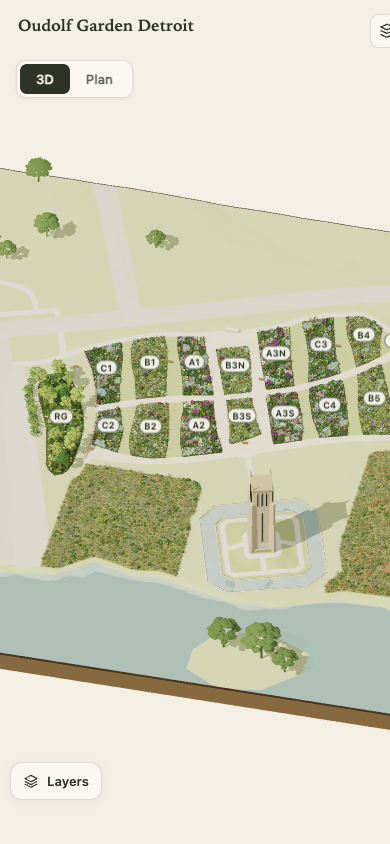 Oudolf Garden Detroit
3D Plan
B4
C3
A3N
B1 A1
B3N
C1
B5
C4
RG
B3S A3S
C2 B2 A2
Layers